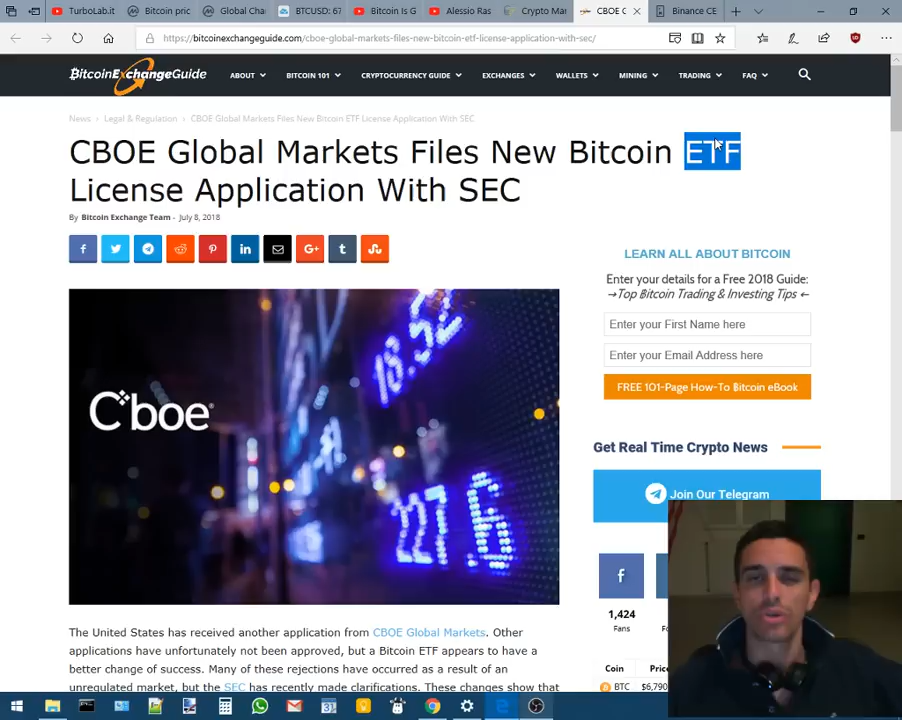 TurboLab.it
Bitcoin pric
Global Cha
BTCUSD: 67
Bitcoin Is G
Alessio Ras
Crypto Mar
CBOE G
Binance CE
https://bitcoinexchangeguide.com/cboe-global-markets-files-new-bitcoin-etf-license-application-with-sec/
BitcoinExchangeGuide
ABOUT
BITCOIN 101
CRYPTOCURRENCY GUIDE
EXCHANGES
WALLETS
MINING
TRADING
FAQ
News
Legal & Regulation
CBOE Global Markets Files New Bitcoin ETF License Application With SEC
CBOE Global Markets Files New Bitcoin ETF
License Application With SEC
By Bitcoin Exchange Team - July 8, 2018
LEARN ALL ABOUT BITCOIN
Enter your details for a Free 2018 Guide:
→Top Bitcoin Trading & Investing Tips ←
Enter your First Name here
Enter your Email Address here
FREE 101-Page How-To Bitcoin eBook
Cboe®
18.52
227.6
Get Real Time Crypto News
Join Our Telegram
1,424
Fans
Fo
Coin
Price
BTC
$6,790
The United States has received another application from CBOE Global Markets. Other
applications have unfortunately not been approved, but a Bitcoin ETF appears to have a
better change of success. Many of these rejections have occurred as a result of an
unregulated market, but the SEC has recently made clarifications. These changes show that